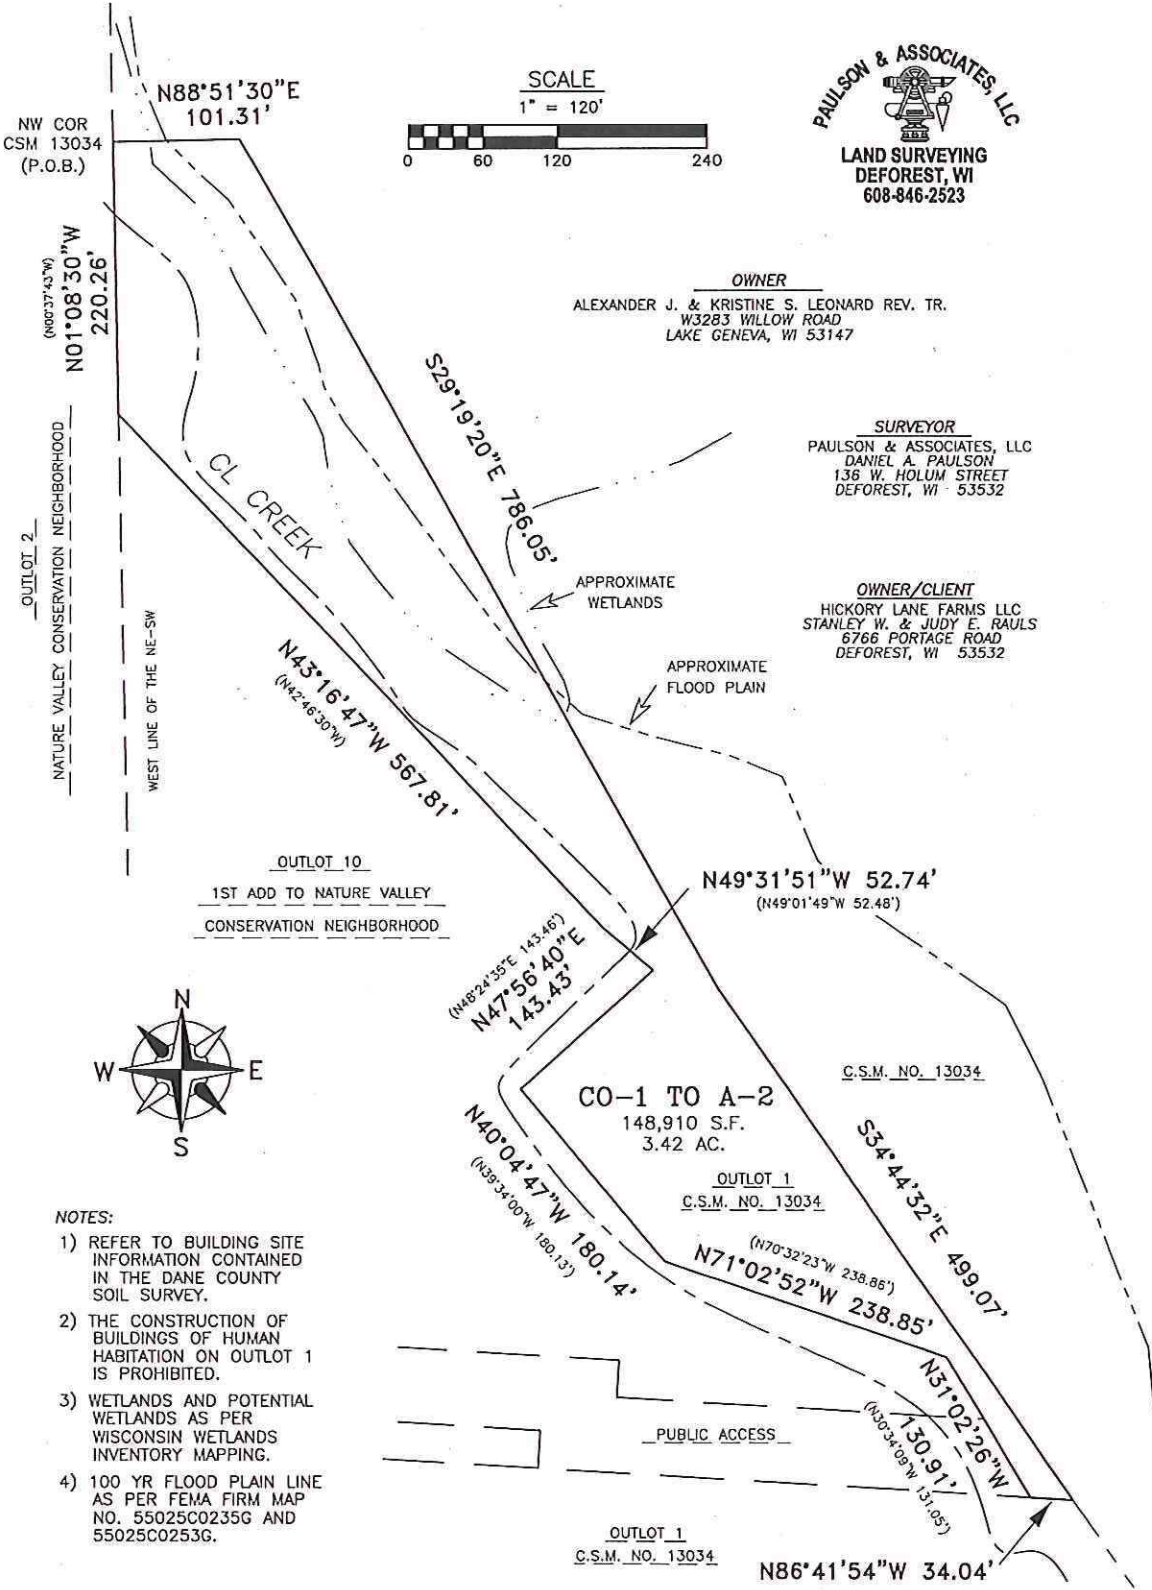 N88°51'30"E
101.31'
NW COR
CSM 13034
(P.O.B.)
SCALE
1" = 120'
0 60 120 240
PAULSON & ASSOCIATES, LLC
LAND SURVEYING
DEFOREST, WI
608-846-2523
(N00°37'43"W)
N01°08'30"W
220.26'
OWNER
ALEXANDER J. & KRISTINE S. LEONARD REV. TR.
W3283 WILLOW ROAD
LAKE GENEVA, WI 53147
S29°19'20"E 786.05'
SURVEYOR
PAULSON & ASSOCIATES, LLC
DANIEL A. PAULSON
136 W. HOLUM STREET
DEFOREST, WI 53532
CL CREEK
OUTLOT 2
NATURE VALLEY CONSERVATION NEIGHBORHOOD
WEST LINE OF THE NE-SW
APPROXIMATE
WETLANDS
OWNER/CLIENT
HICKORY LANE FARMS LLC
STANLEY W. & JUDY E. RAULS
6766 PORTAGE ROAD
DEFOREST, WI 53532
APPROXIMATE
FLOOD PLAIN
N43°16'47"W 567.81'
(N42°46'30"W)
OUTLOT 10
1ST ADD TO NATURE VALLEY
CONSERVATION NEIGHBORHOOD
N49°31'51"W 52.74'
(N49°01'49"W 52.48')
(N48°24'35"E 143.46')
N47°56'40"E
143.43'
N
W E
S
C.S.M. NO. 13034
CO-1 TO A-2
148,910 S.F.
3.42 AC.
OUTLOT 1
C.S.M. NO. 13034
N40°04'47"W 180.14'
(N39°34'00"W 180.13')
S34°44'32"E 499.07'
(N70°32'23"W 238.86')
N71°02'52"W 238.85'
NOTES:
1) REFER TO BUILDING SITE
INFORMATION CONTAINED
IN THE DANE COUNTY
SOIL SURVEY.
2) THE CONSTRUCTION OF
BUILDINGS OF HUMAN
HABITATION ON OUTLOT 1
IS PROHIBITED.
3) WETLANDS AND POTENTIAL
WETLANDS AS PER
WISCONSIN WETLANDS
INVENTORY MAPPING.
4) 100 YR FLOOD PLAIN LINE
AS PER FEMA FIRM MAP
NO. 55025C0235G AND
55025C0253G.
N31°02'26"W
130.91'
(N30°34'09"W 131.05')
PUBLIC ACCESS
OUTLOT 1
C.S.M. NO. 13034
N86°41'54"W 34.04'